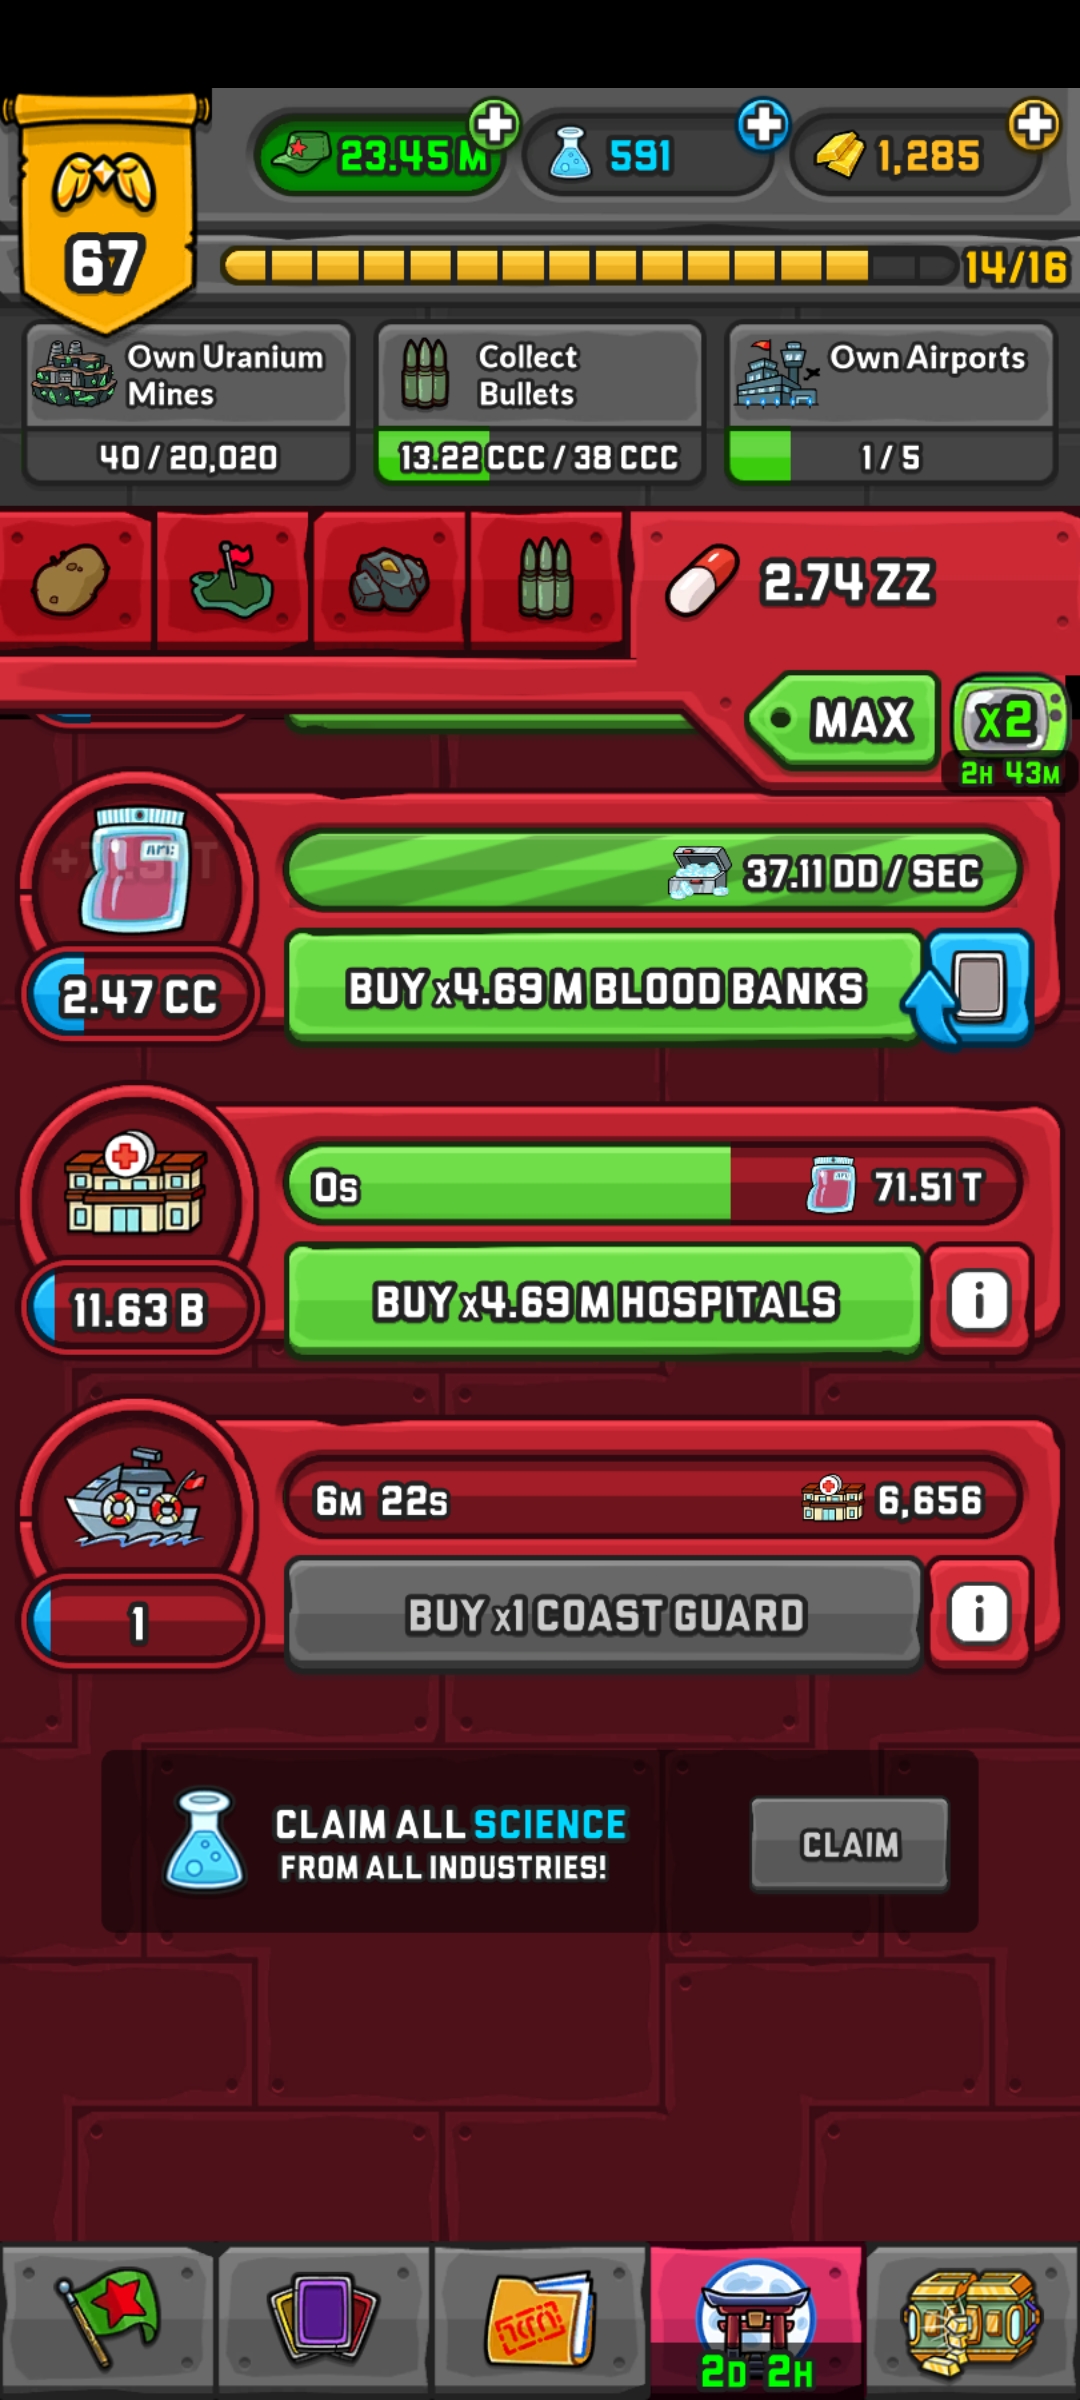 23.45 M
591
1,285
67
14/16
Own Uranium
Mines
40 / 20,020
Collect
Bullets
13.22 CCC / 38 CCC
Own Airports
1 / 5
2.74 ZZ
MAX
x2
2H 43M
37.11 DD / SEC
2.47 CC
BUY x4.69 M BLOOD BANKS
0s
71.51 T
11.63 B
BUY x4.69 M HOSPITALS
i
6M 22s
6,656
1
BUY x1 COAST GUARD
i
CLAIM ALL SCIENCE
FROM ALL INDUSTRIES!
CLAIM
2D 2H